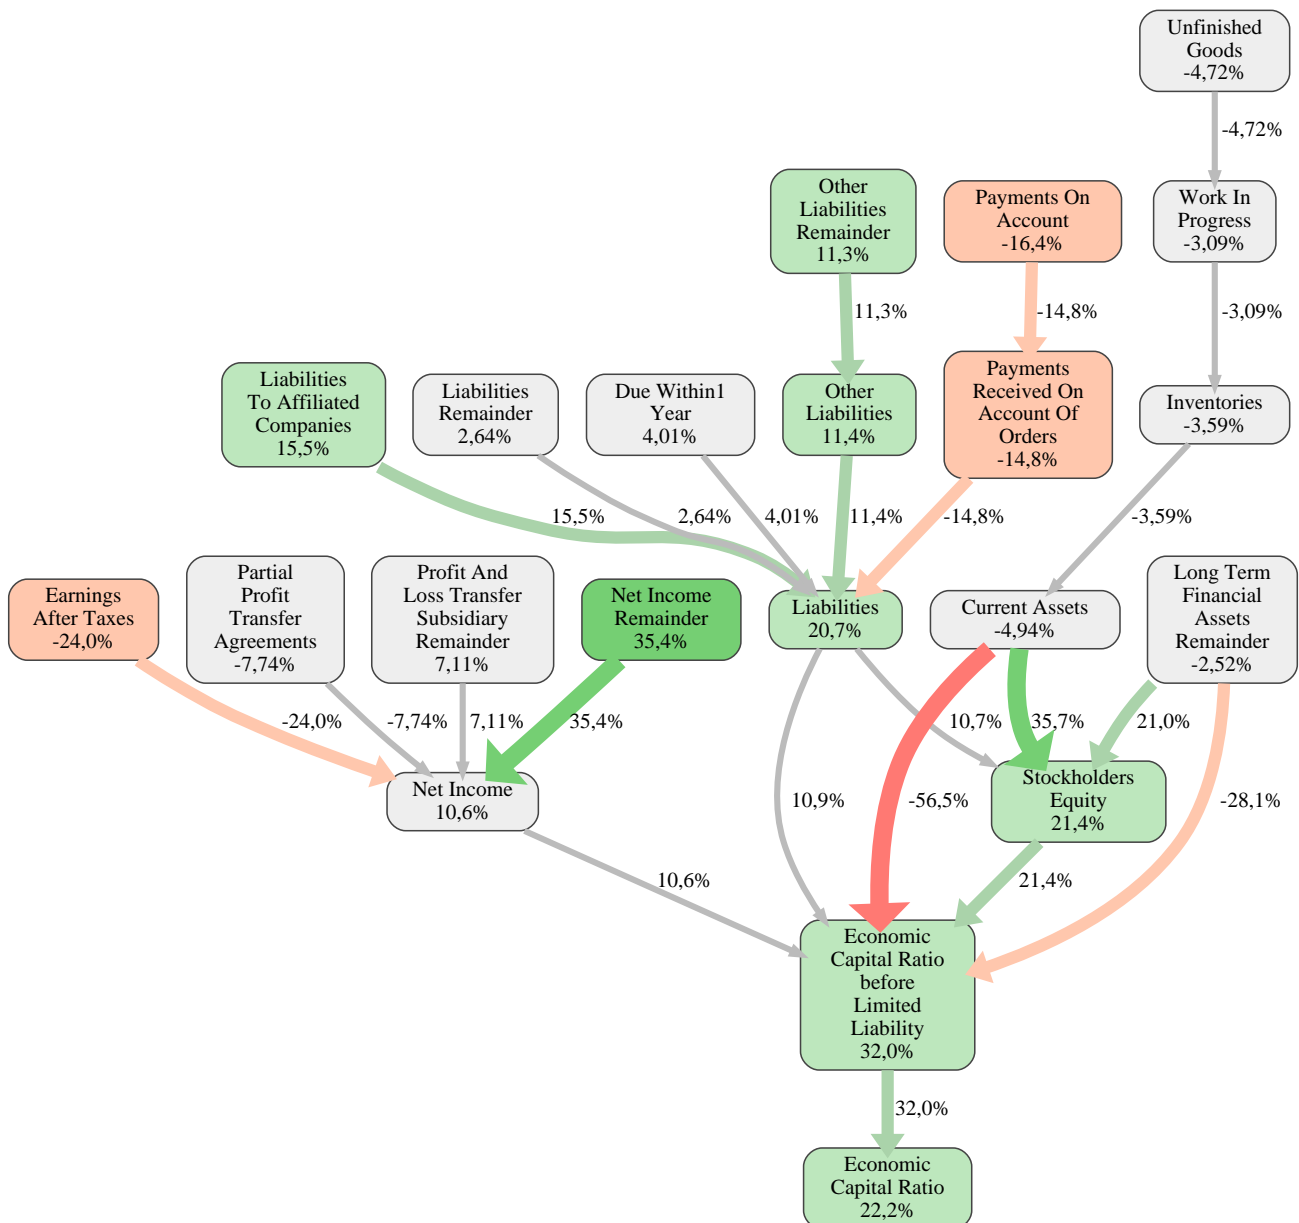 Unfinished
Goods
-4,72%
-4,72%
Other
Liabilities
Remainder
11,3%
Payments On
Account
-16,4%
Work In
Progress
-3,09%
11,3%
-14,8%
-3,09%
Liabilities
To Affiliated
Companies
15,5%
Liabilities
Remainder
2,64%
Due Within1
Year
4,01%
Other
Liabilities
11,4%
Payments
Received On
Account Of
Orders
-14,8%
Inventories
-3,59%
15,5%
2,64%
4,01%
11,4%
-14,8%
-3,59%
Earnings
After Taxes
-24,0%
Partial
Profit
Transfer
Agreements
-7,74%
Profit And
Loss Transfer
Subsidiary
Remainder
7,11%
Net Income
Remainder
35,4%
Liabilities
20,7%
Current Assets
-4,94%
Long Term
Financial
Assets
Remainder
-2,52%
-24,0%
-7,74%
7,11%
35,4%
10,7%
35,7%
21,0%
Net Income
10,6%
10,9%
-56,5%
Stockholders
Equity
21,4%
-28,1%
10,6%
21,4%
Economic
Capital Ratio
before
Limited
Liability
32,0%
32,0%
Economic
Capital Ratio
22,2%